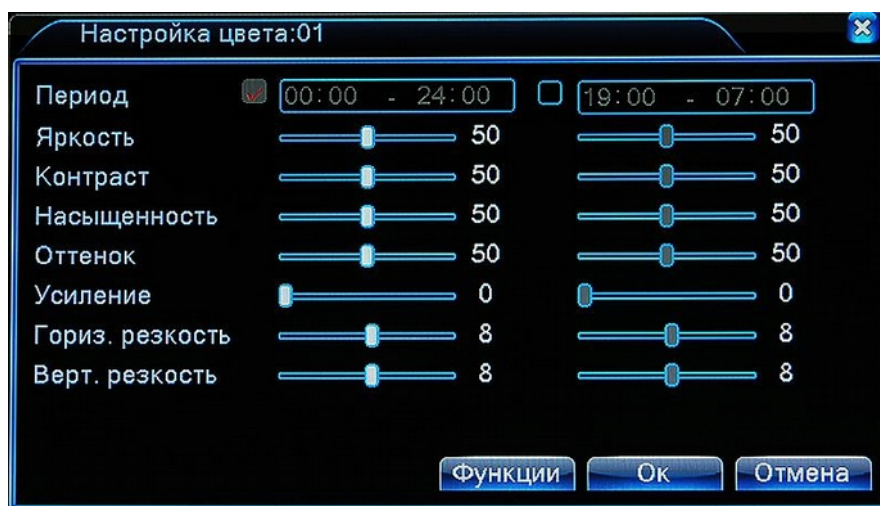 Настройка цвета:01
Период 00:00 - 24:00 19:00 - 07:00
Яркость 50 50
Контраст 50 50
Насыщенность 50 50
Оттенок 50 50
Усиление 0 0
Гориз. резкость 8 8
Верт. резкость 8 8
Функции Ок Отмена